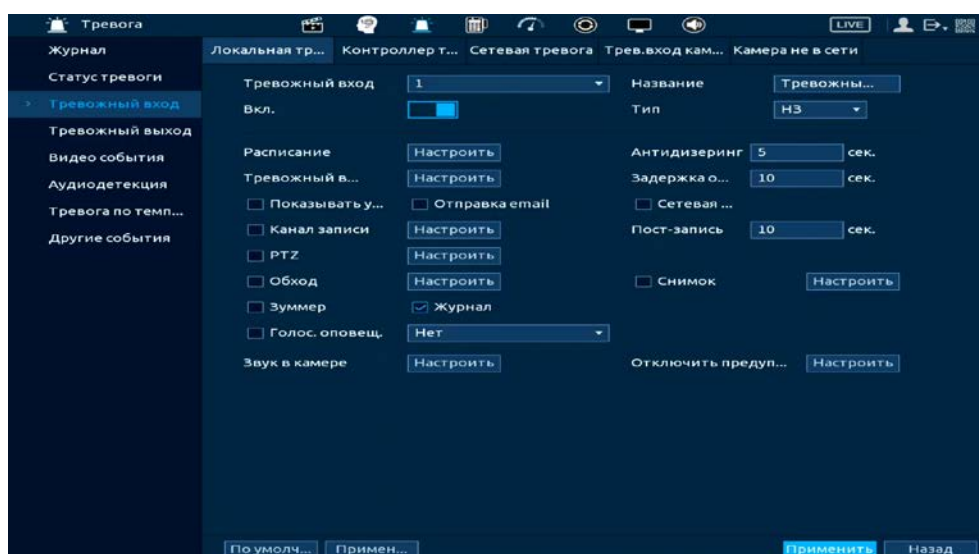 Тревога
LIVE
Журнал
Статус тревоги
Тревожный вход
Тревожный выход
Видео события
Аудиодетекция
Тревога по темп...
Другие события
Локальная тр... Контроллер т... Сетевая тревога Трев.вход кам... Камера не в сети
Тревожный вход 1 Название Тревожны...
Вкл. Тип НЗ
Расписание Настроить Антидизеринг 5 сек.
Тревожный в... Настроить Задержка о... 10 сек.
Показывать у... Отправка email Сетевая ...
Канал записи Настроить Пост-запись 10 сек.
PTZ Настроить
Обход Настроить Снимок Настроить
Зуммер Журнал
Голос. оповещ. Нет
Звук в камере Настроить Отключить предуп... Настроить
По умолч... Примен... Применить Назад